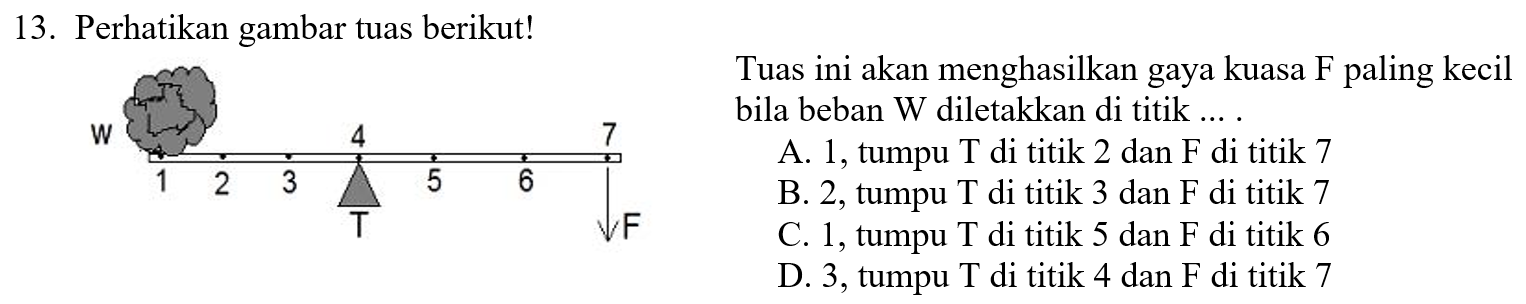 13. Perhatikan gambar tuas berikut!
W
4
7
1 2 3 5 6
T
F
Tuas ini akan menghasilkan gaya kuasa F paling kecil
bila beban W diletakkan di titik ... .
A. 1, tumpu T di titik 2 dan F di titik 7
B. 2, tumpu T di titik 3 dan F di titik 7
C. 1, tumpu T di titik 5 dan F di titik 6
D. 3, tumpu T di titik 4 dan F di titik 7